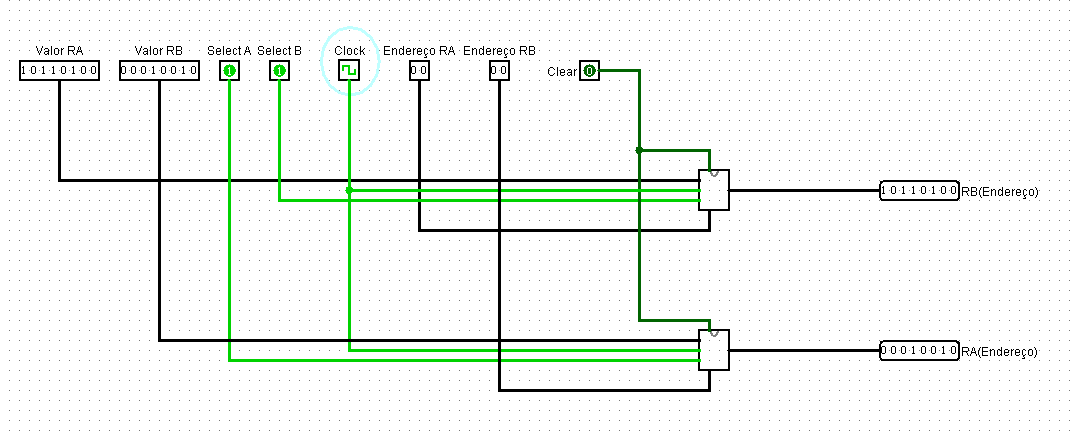 Valor RA Valor RB Select A Select B Clock Endereço RA Endereço RB
10110100 00010010 1 1 00 00 Clear 0
10110100 RB(Endereço)
00010010 RA(Endereço)